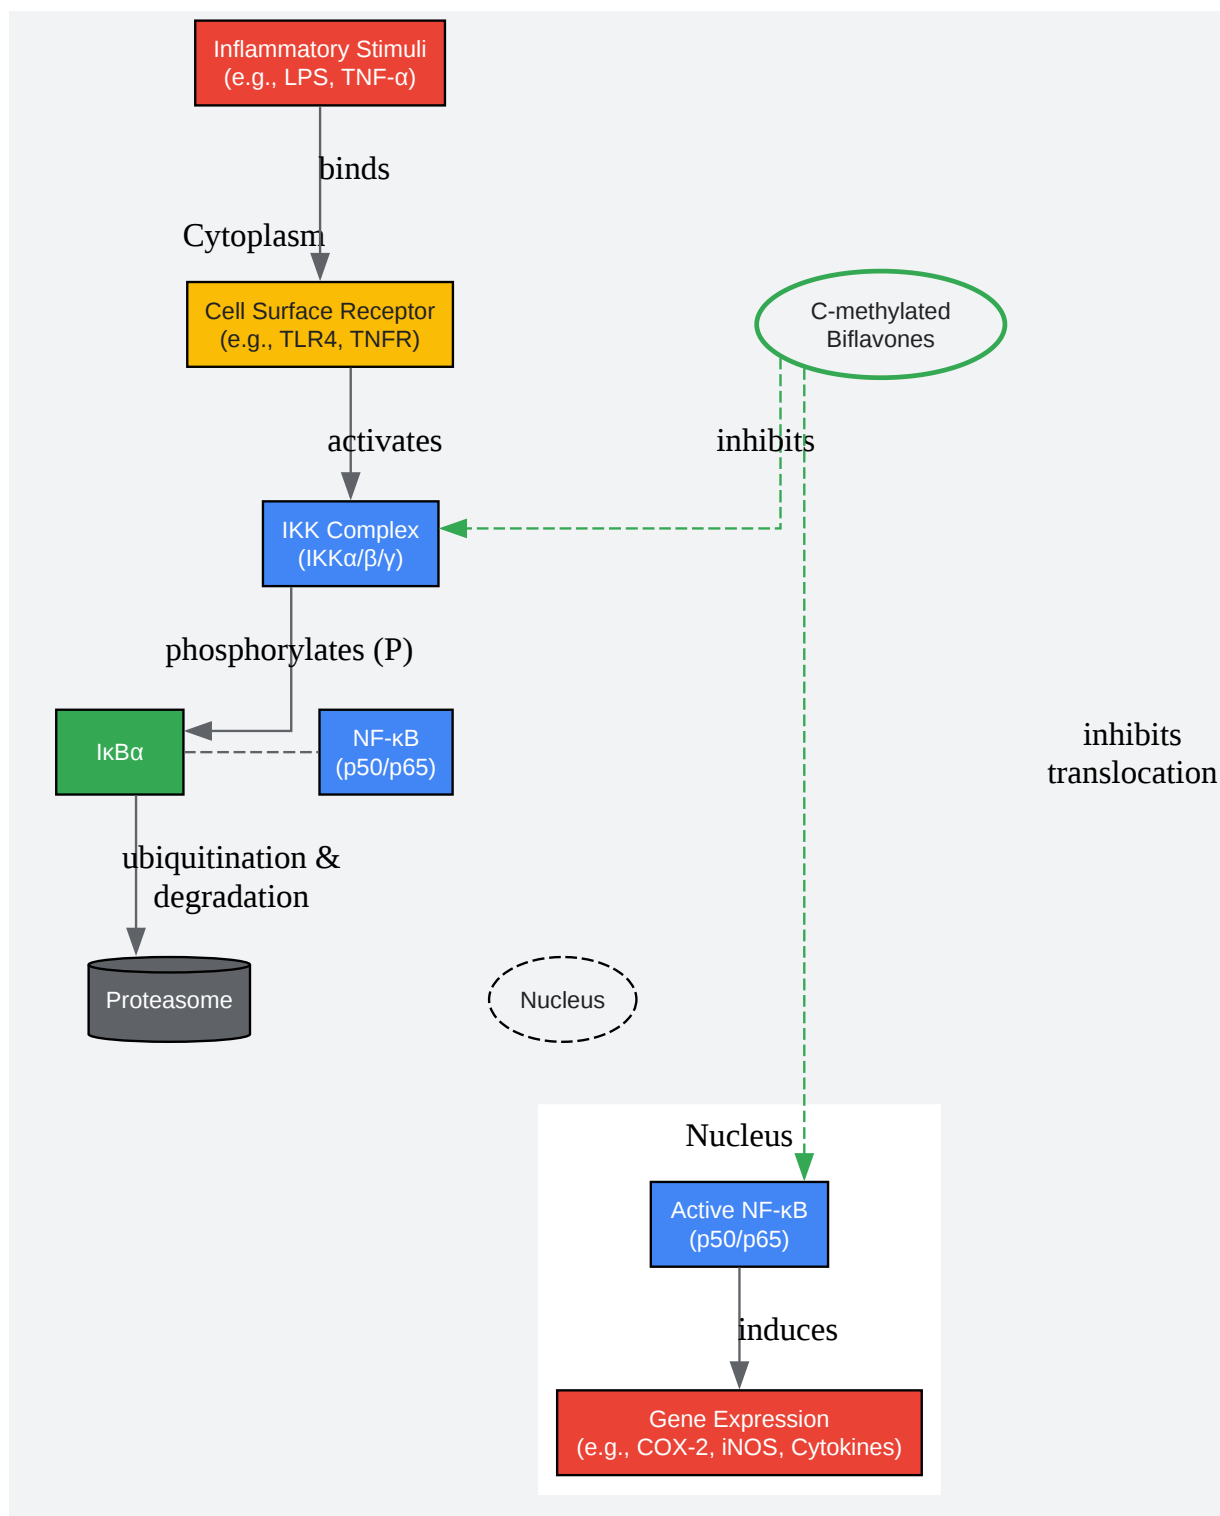 Inflammatory Stimuli
(e.g., LPS, TNF-α)
binds
Cytoplasm
Cell Surface Receptor
(e.g., TLR4, TNFR)
C-methylated
Biflavones
activates
inhibits
IKK Complex
(IKKα/β/γ)
phosphorylates (P)
IκBα
NF-κB
(p50/p65)
inhibits
translocation
ubiquitination &
degradation
Proteasome
Nucleus
Nucleus
Active NF-κB
(p50/p65)
induces
Gene Expression
(e.g., COX-2, iNOS, Cytokines)